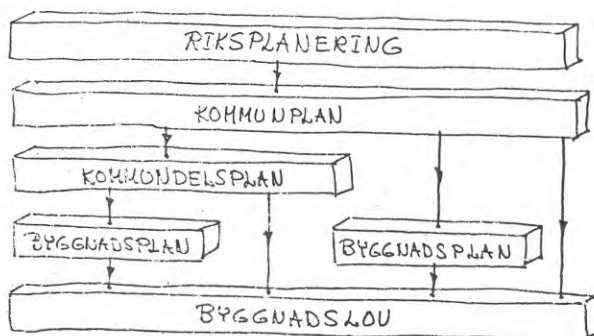 RIKSPLANERING
KOMMUNPLAN
KOMMUNDELSPLAN
BYGGNADSPLAN
BYGGNADSPLAN
BYGGNADSLOV